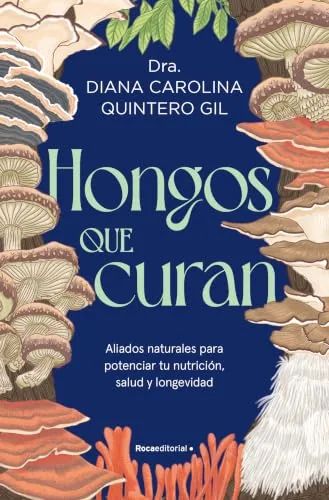 Dra.
DIANA CAROLINA
QUINTERO GIL
Hongos
QUE
curan
Aliados naturales para
potenciar tu nutrición,
salud y longevidad
Rocaeditorial